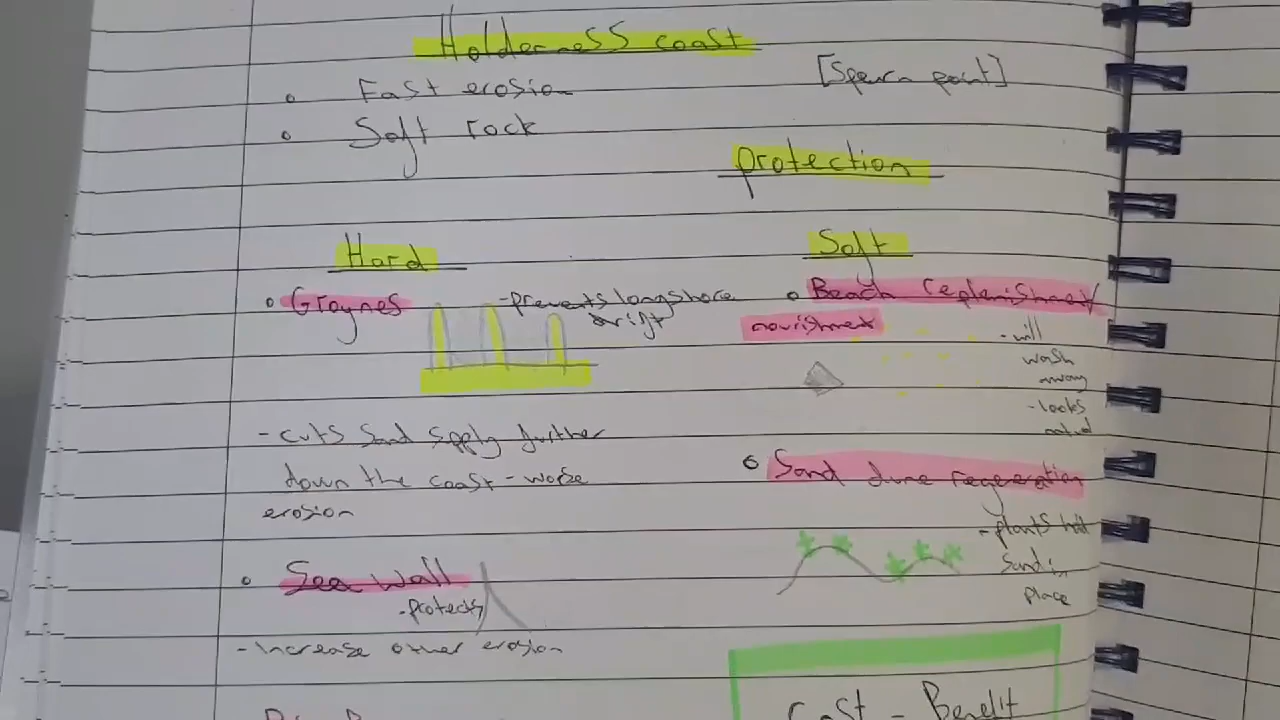 Holderness coast
• Fast erosion
[Spurn point]
• Soft rock
protection
Hard
Soft
• Groynes
- prevents longshore
drift
• Beach replenishment
nourishment
- will
wash
away
- looks
- cuts sand supply further
down the coast - worse
erosion
• Sand dune regeneration
- plants hold
sand in
place
• Sea wall
- protects
- Increase other erosion
Cost - Benefit